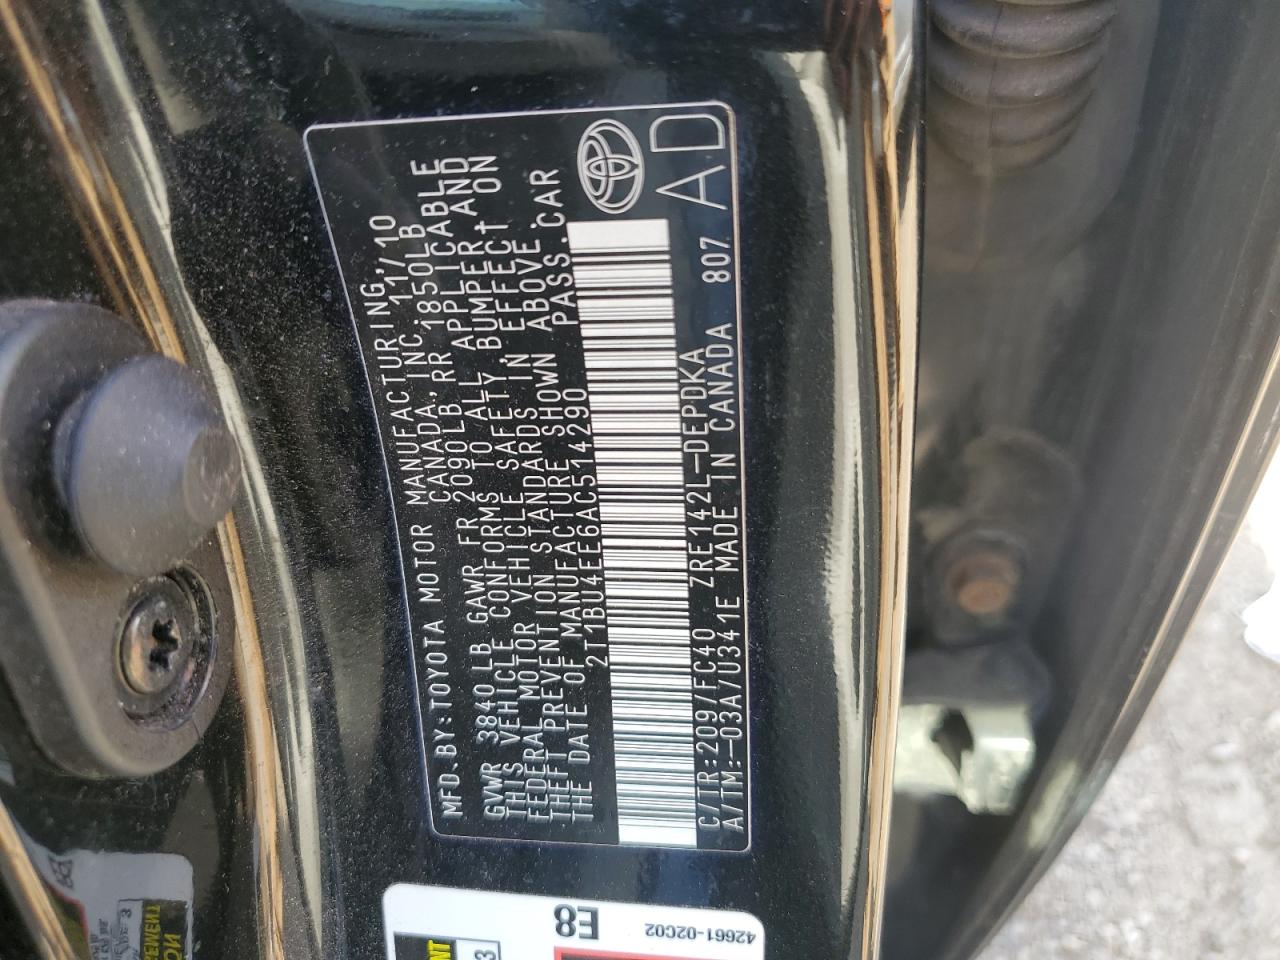 MFD.BY:TOYOTA MOTOR MANUFACTURING,
CANADA, INC. 11/10
GVWR 3840LB GAWR FR 2090LB RR 1850LB
THIS VEHICLE CONFORMS TO ALL APPLICABLE
FEDERAL MOTOR VEHICLE SAFETY, BUMPER, AND
THEFT PREVENTION STANDARDS IN EFFECT ON
THE DATE OF MANUFACTURE SHOWN ABOVE.
2T1BU4EE6AC514290 PASS.CAR
C/TR:209/FC40 ZRE142L-DEPDKA
A/TM:-03A/U341E MADE IN CANADA 807
AD
E8
42661-02C02
3